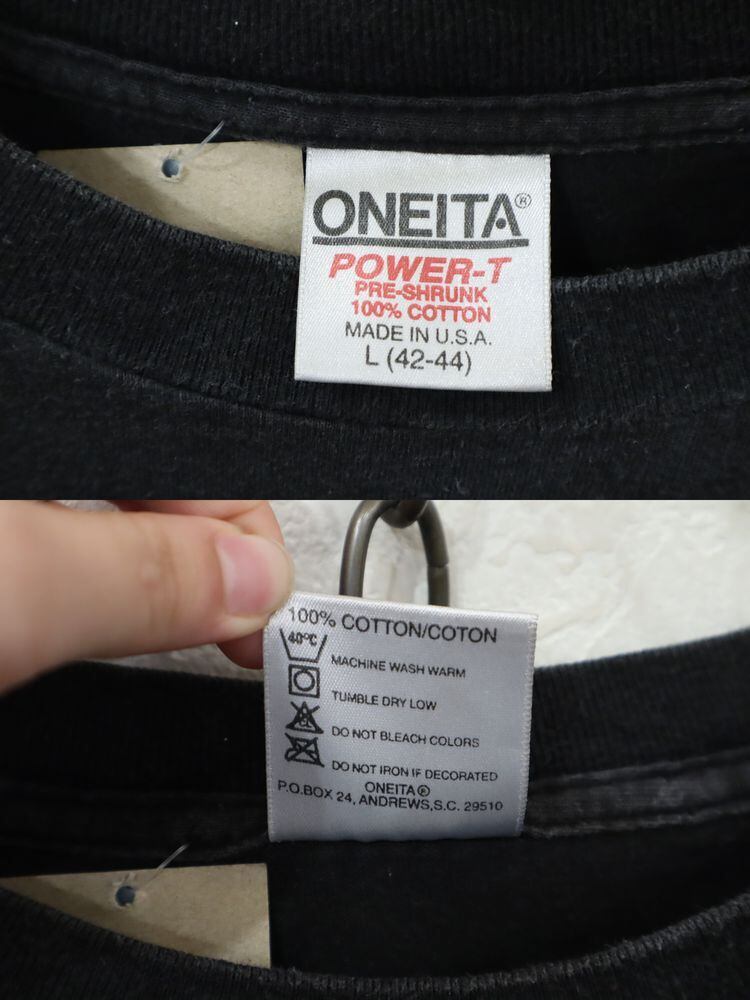 ONEITA®
POWER-T
PRE-SHRUNK
100% COTTON
MADE IN U.S.A.
L (42-44)
100% COTTON/COTON
40°C
MACHINE WASH WARM
TUMBLE DRY LOW
DO NOT BLEACH COLORS
DO NOT IRON IF DECORATED
ONEITA®
P.O.BOX 24, ANDREWS,S.C. 29510